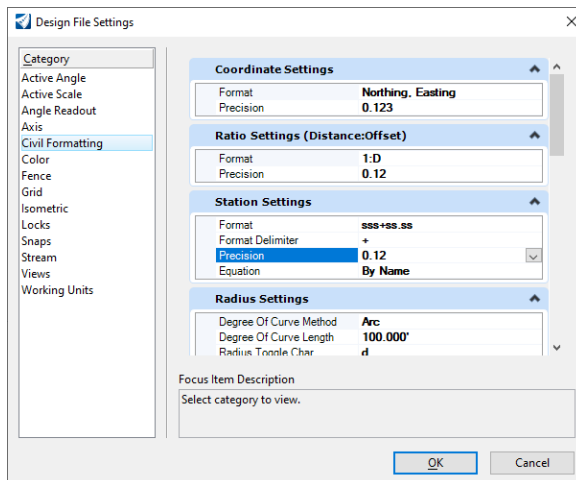 Design File Settings
Category
Active Angle
Active Scale
Angle Readout
Axis
Civil Formatting
Color
Fence
Grid
Isometric
Locks
Snaps
Stream
Views
Working Units
Coordinate Settings
Format Northing, Easting
Precision 0.123
Ratio Settings (Distance:Offset)
Format 1:D
Precision 0.12
Station Settings
Format sss+ss.ss
Format Delimiter +
Precision 0.12
Equation By Name
Radius Settings
Degree Of Curve Method Arc
Degree Of Curve Length 100.000'
Radius Toggle Char d
Focus Item Description
Select category to view.
OK Cancel